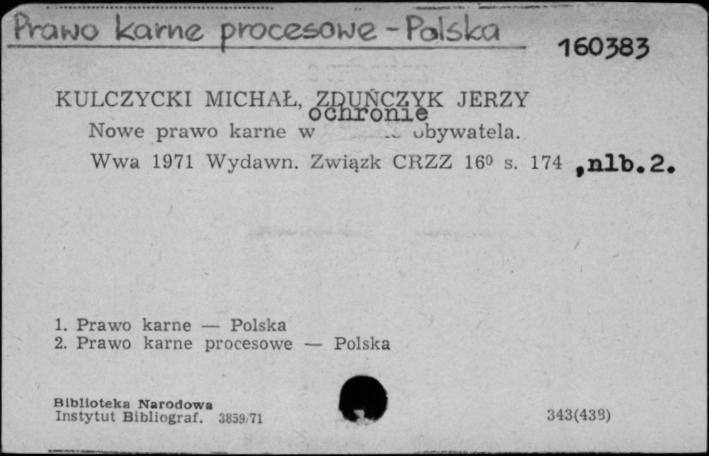 Prawo karne procesowe - Polska
160383
KULCZYCKI MICHAŁ, ZDUŃCZYK JERZY
ochronie
Nowe prawo karne w obywatela.
Wwa 1971 Wydawn. Związk CRZZ 16⁰ s. 174 ,nlb.2.
1. Prawo karne — Polska
2. Prawo karne procesowe — Polska
Biblioteka Narodowa
Instytut Bibliograf. 3859/71
343(438)